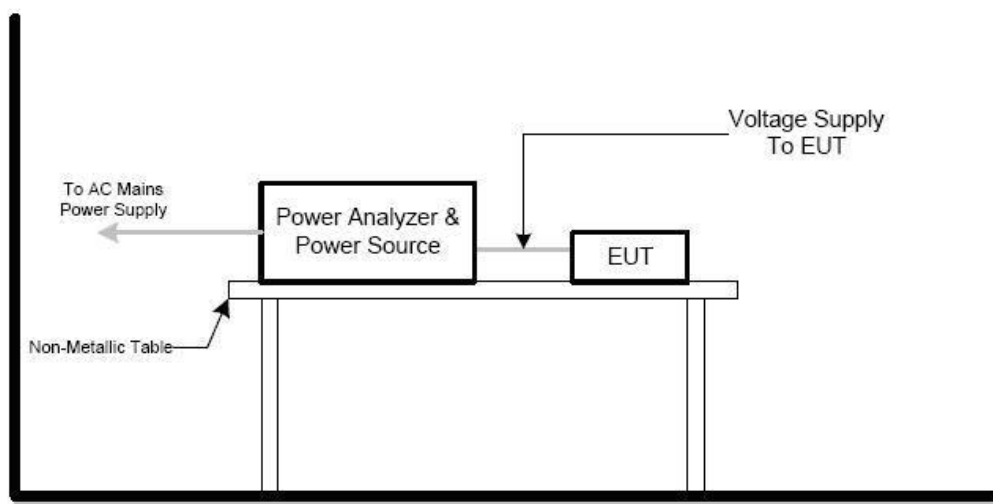 Voltage Supply
To EUT
To AC Mains
Power Supply
Power Analyzer &
Power Source
EUT
Non-Metallic Table